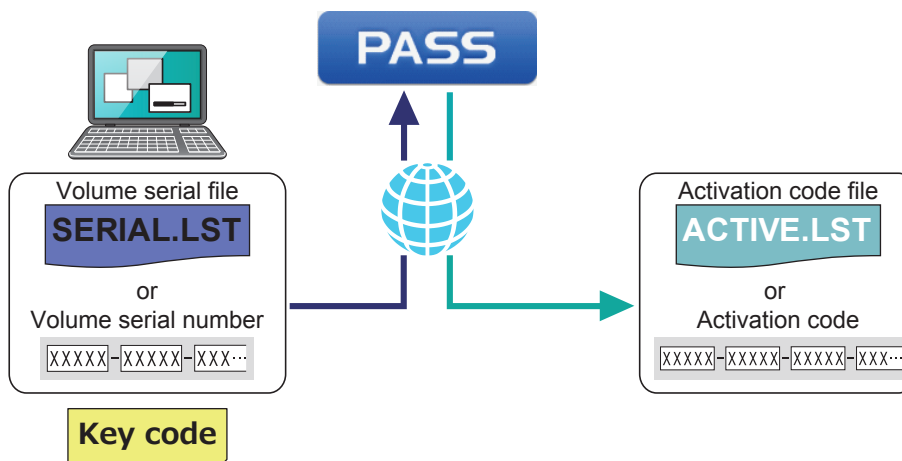 PASS
Volume serial file
SERIAL.LST
or
Volume serial number
XXXXX-XXXXX-XXX…
Key code
Activation code file
ACTIVE.LST
or
Activation code
XXXXX-XXXXX-XXXXX-XXX…